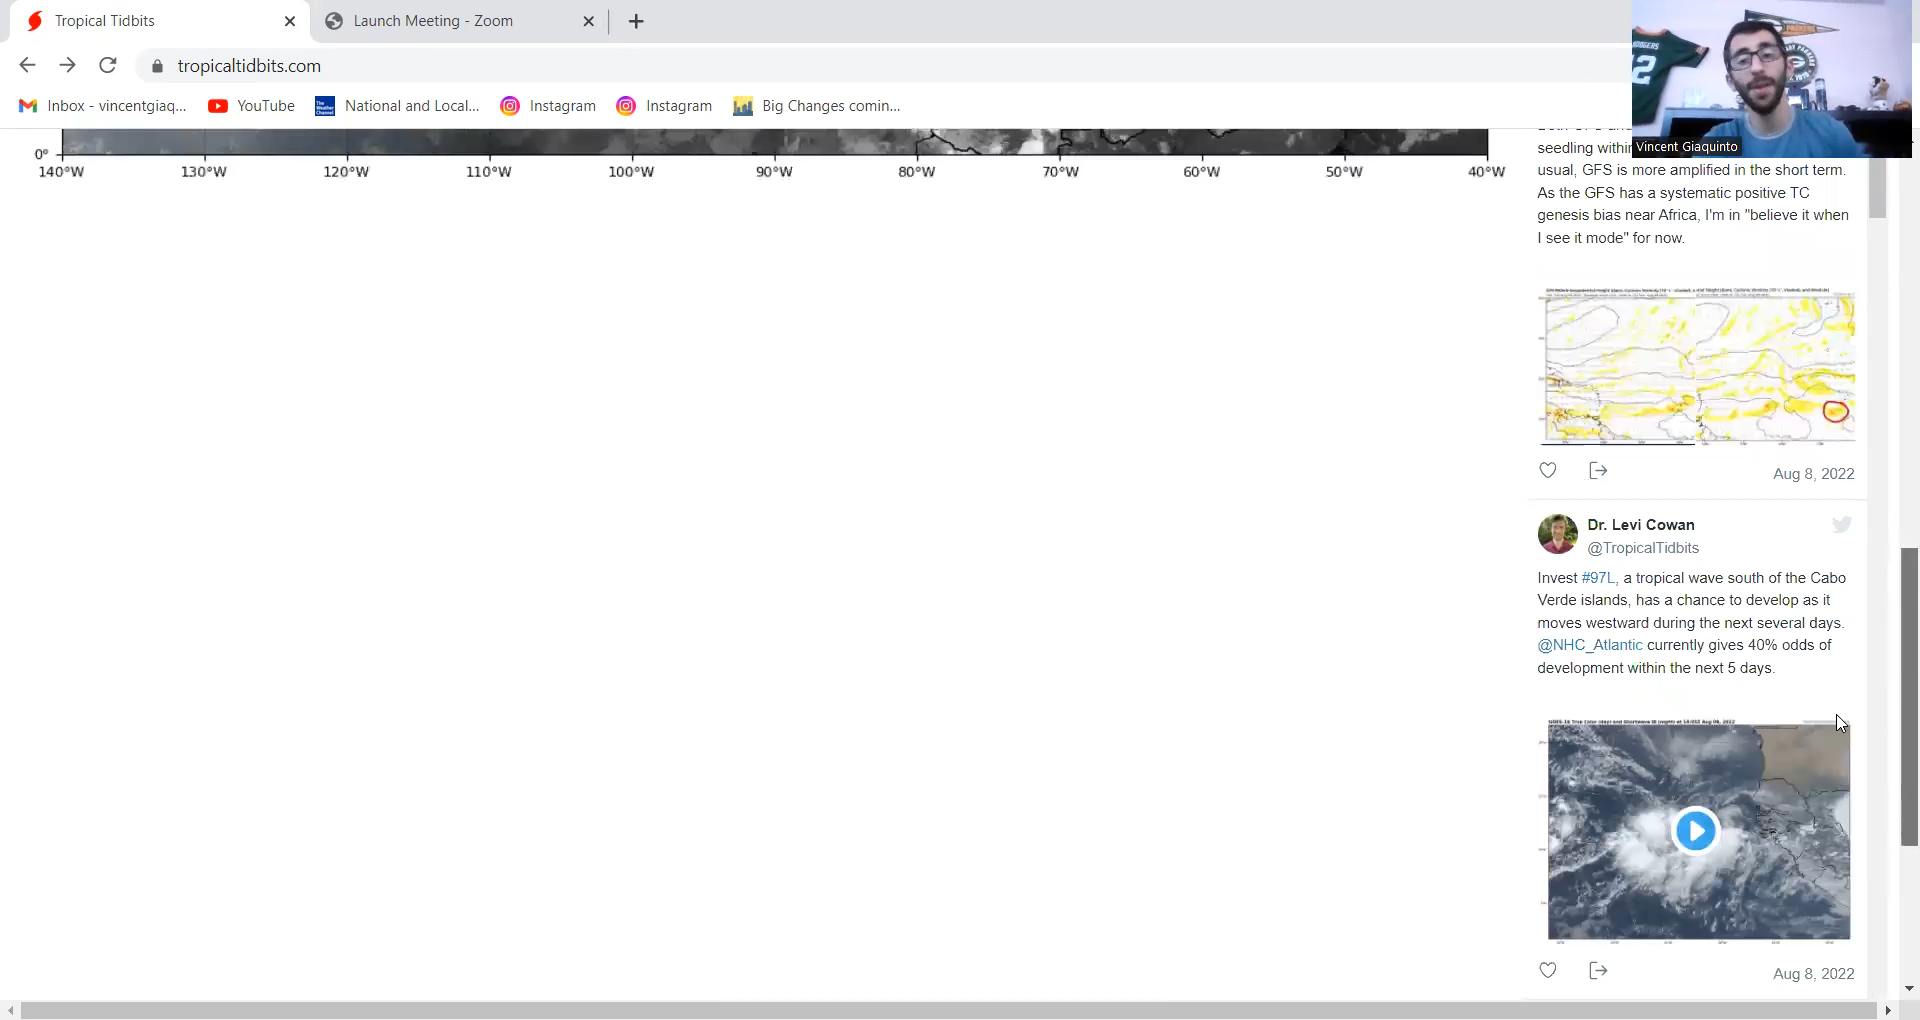 Tropical Tidbits
Launch Meeting - Zoom
tropicaltidbits.com
Inbox - vincentgiaq...
YouTube
National and Local...
Instagram
Instagram
Big Changes comin...
0°
140°W 130°W 120°W 110°W 100°W 90°W 80°W 70°W 60°W 50°W 40°W
Vincent Giaquinto
seedling within
usual, GFS is more amplified in the short term.
As the GFS has a systematic positive TC
genesis bias near Africa, I'm in "believe it when
I see it mode" for now.
Aug 8, 2022
Dr. Levi Cowan
@TropicalTidbits
Invest #97L, a tropical wave south of the Cabo
Verde islands, has a chance to develop as it
moves westward during the next several days.
@NHC_Atlantic currently gives 40% odds of
development within the next 5 days.
Aug 8, 2022